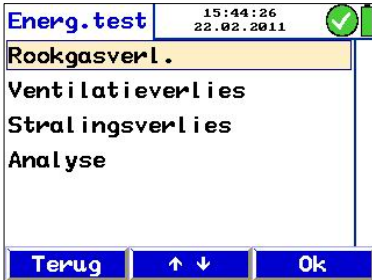 Energ.test
15:44:26
22.02.2011
Rookgasverl.
Ventilatieverlies
Stralingsverlies
Analyse
Terug
↑ ↓
Ok